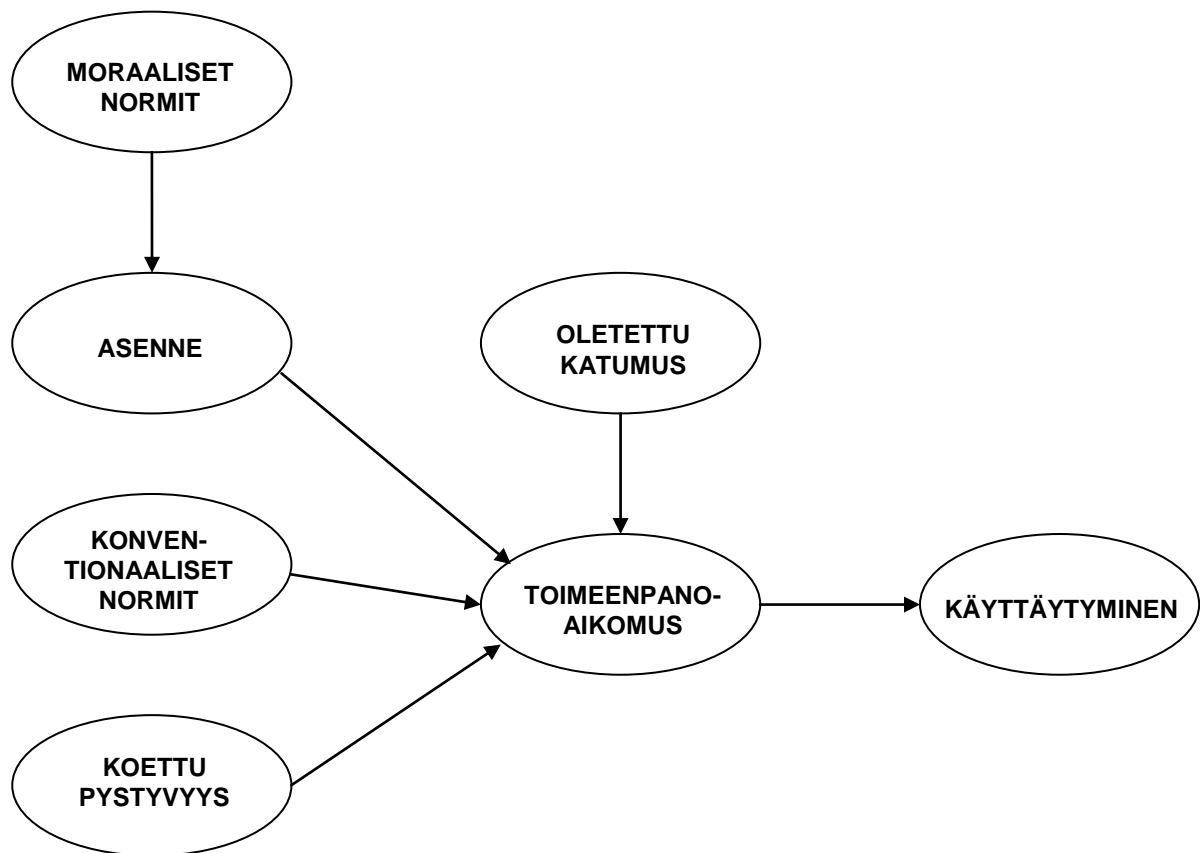 MORAALISET
NORMIT
ASENNE
OLETETTU
KATUMUS
KONVEN-
TIONAALISET
NORMIT
TOIMEENPANO-
AIKOMUS
KÄYTTÄYTYMINEN
KOETTU
PYSTYVYYS